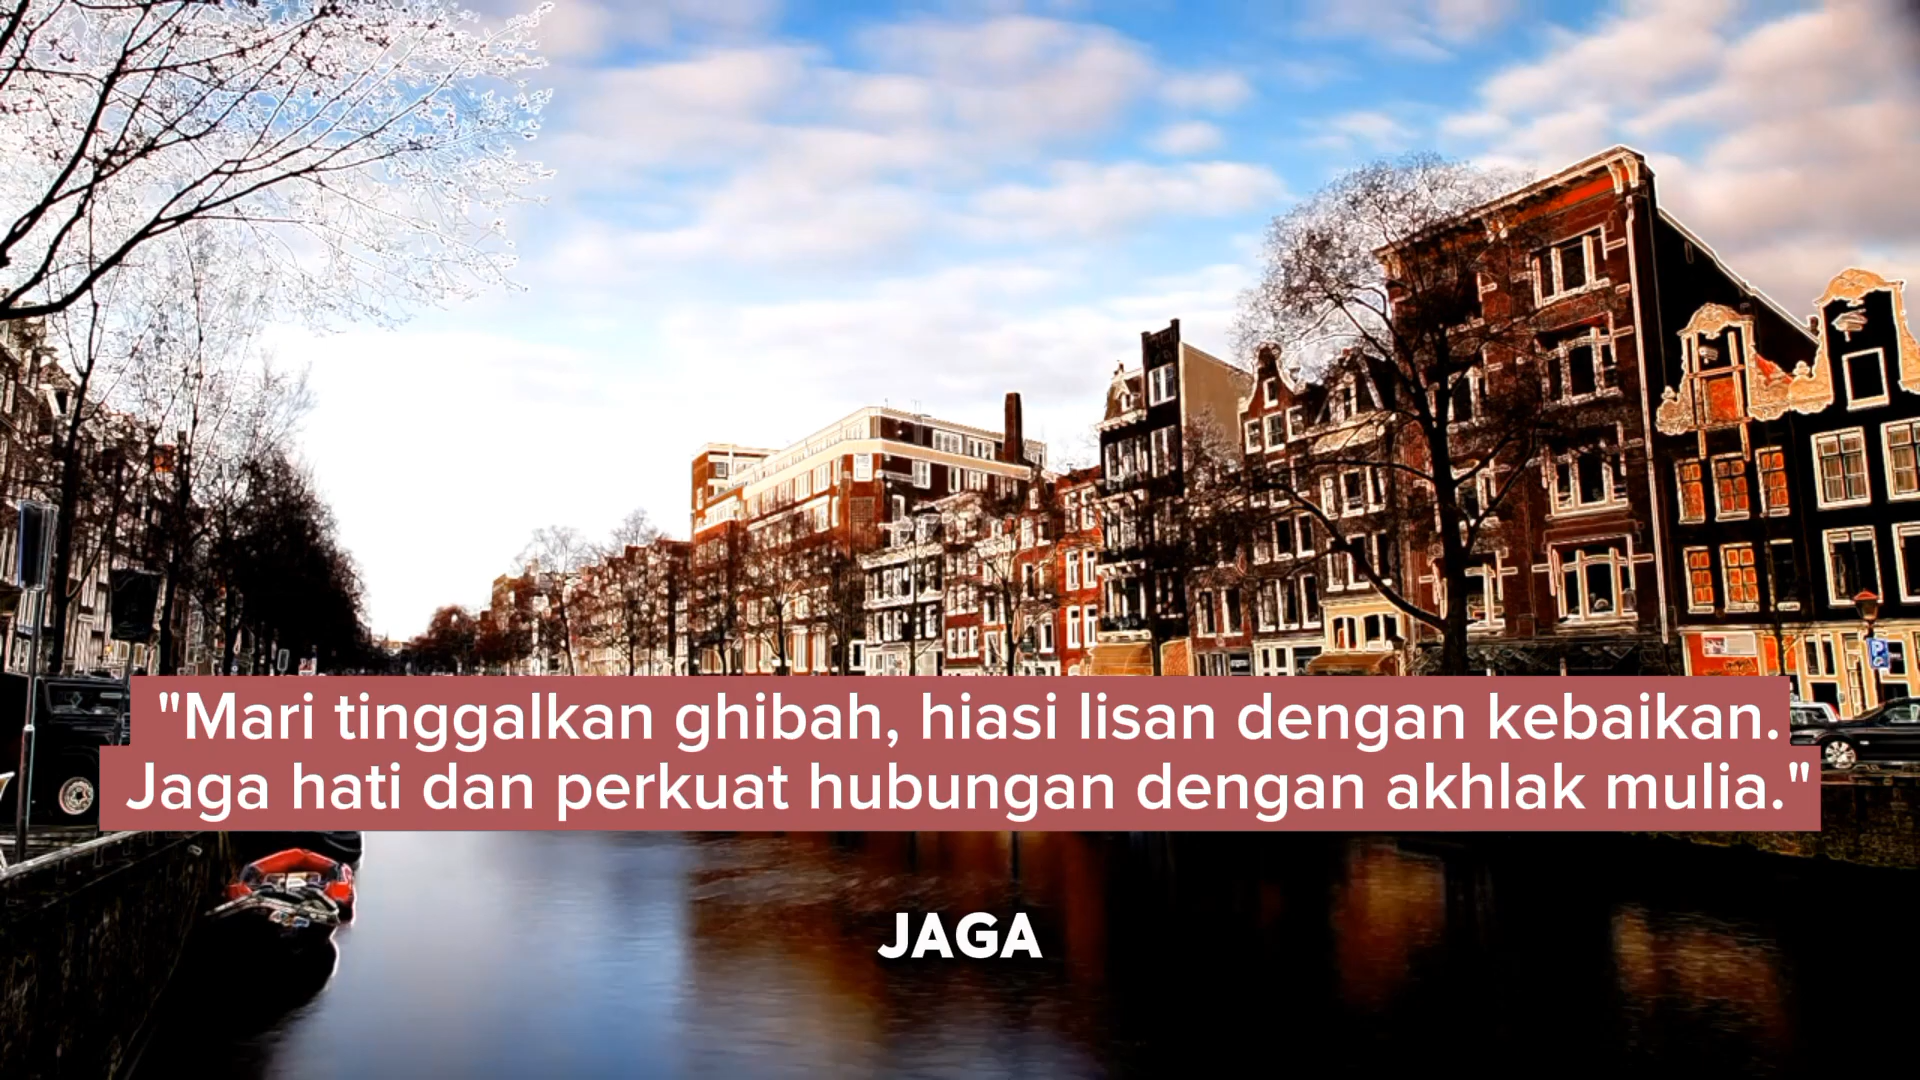 "Mari tinggalkan ghibah, hiasi lisan dengan kebaikan.
Jaga hati dan perkuat hubungan dengan akhlak mulia."
JAGA